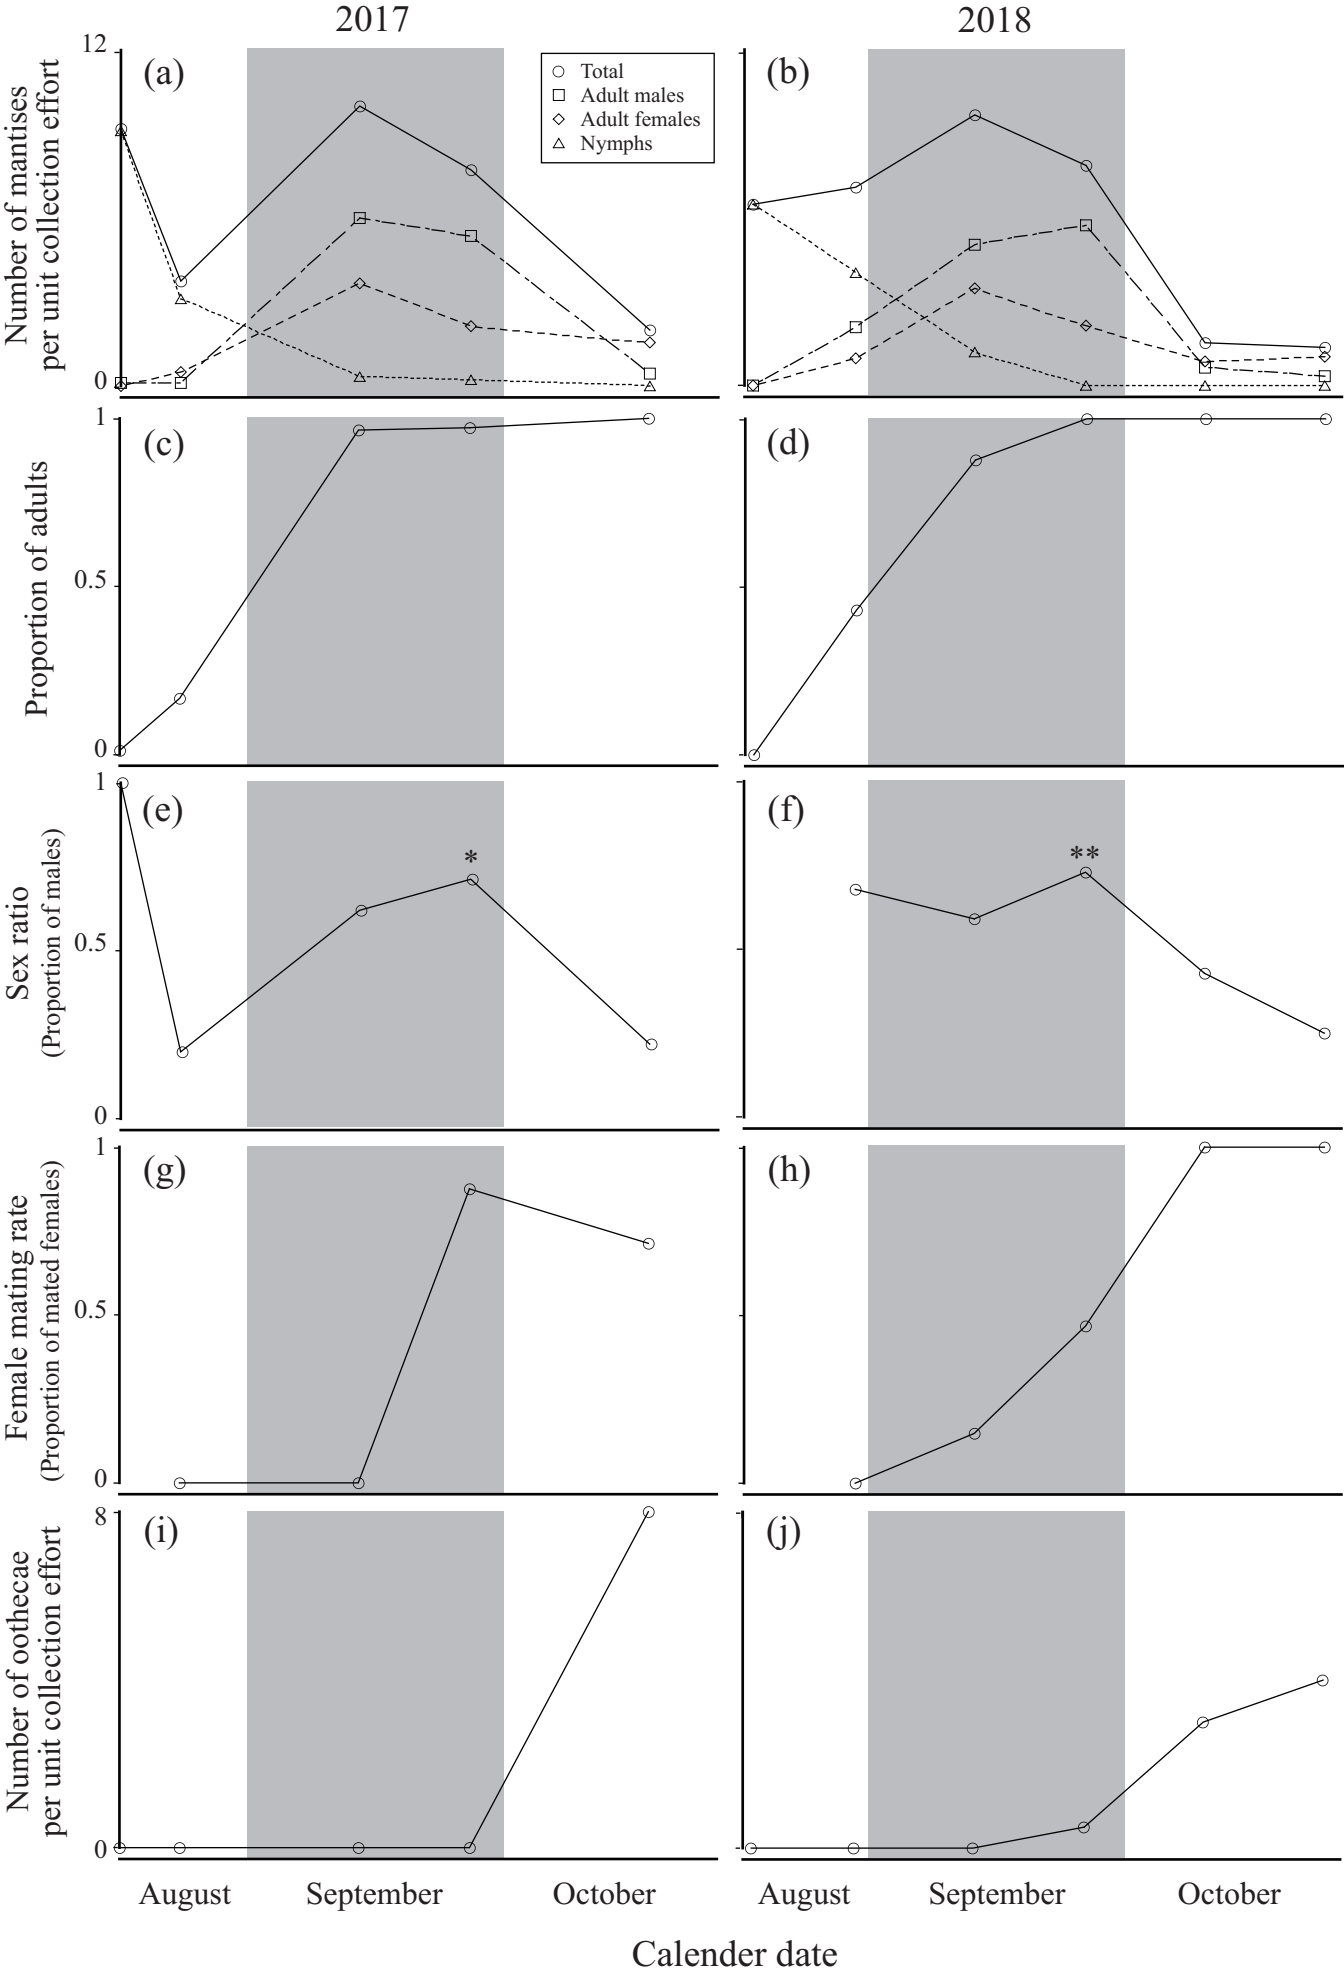 2017
2018
Number of mantises
per unit collection effort
12
0
(a)
Total
Adult males
Adult females
Nymphs
(b)
Proportion of adults
1
0.5
0
(c)
(d)
Sex ratio
(Proportion of males)
1
0.5
0
(e)
*
(f)
**
Female mating rate
(Proportion of mated females)
1
0.5
0
(g)
(h)
Number of oothecae
per unit collection effort
8
0
(i)
(j)
August
September
October
August
September
October
Calender date